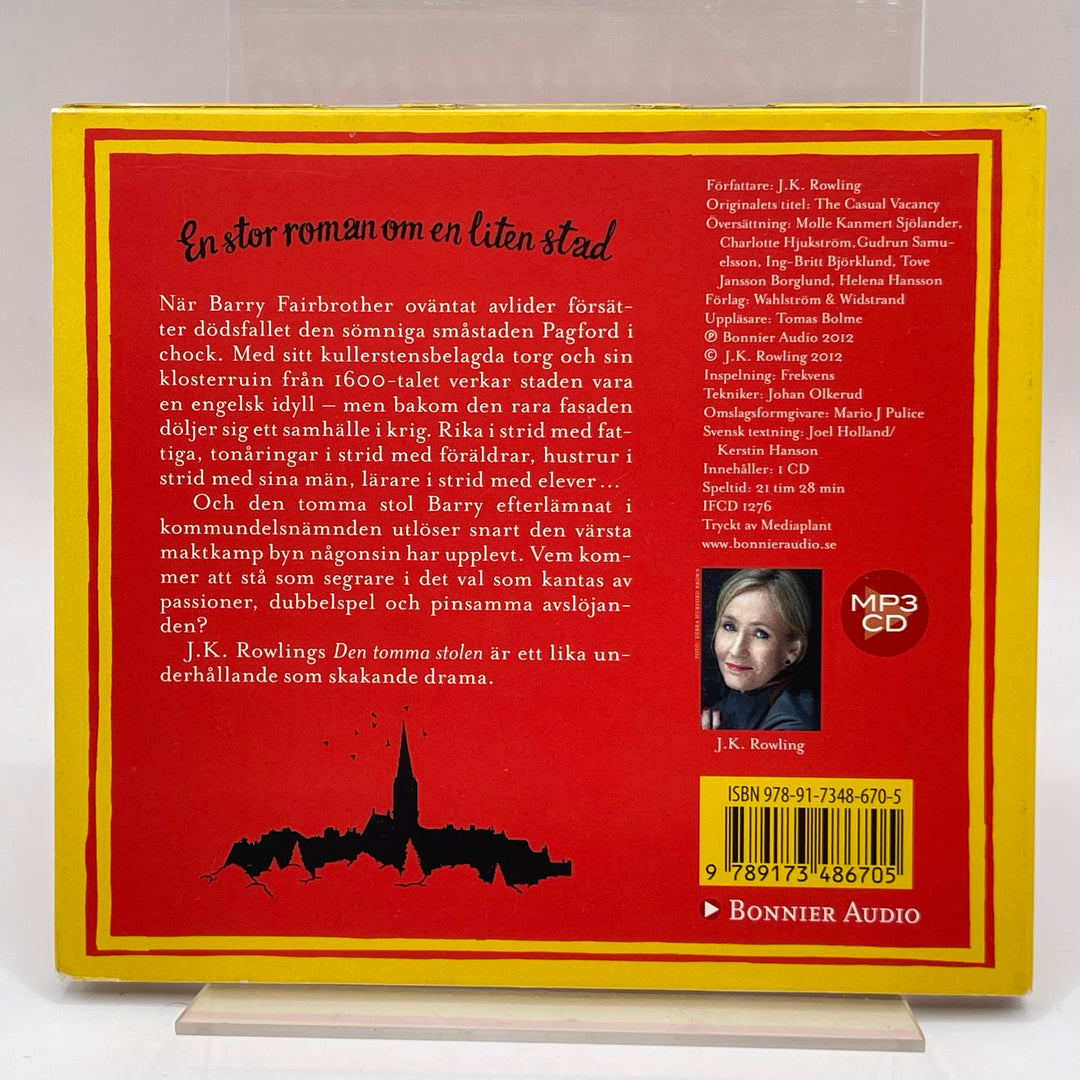 En stor roman om en liten stad
När Barry Fairbrother oväntat avlider försät-
ter dödsfallet den sömniga småstaden Pagford i
chock. Med sitt kullerstensbelagda torg och sin
klosterruin från 1600-talet verkar staden vara
en engelsk idyll – men bakom den rara fasaden
döljer sig ett samhälle i krig. Rika i strid med fat-
tiga, tonåringar i strid med föräldrar, hustrur i
strid med sina män, lärare i strid med elever ...
Och den tomma stol Barry efterlämnat i
kommundelsnämnden utlöser snart den värsta
maktkamp byn någonsin har upplevt. Vem kom-
mer att stå som segrare i det val som kantas av
passioner, dubbelspel och pinsamma avslöjan-
den?
J.K. Rowlings Den tomma stolen är ett lika un-
derhållande som skakande drama.
Författare: J.K. Rowling
Originalets titel: The Casual Vacancy
Översättning: Molle Kanmert Sjölander,
Charlotte Hjukström, Gudrun Samu-
elsson, Ing-Britt Björklund, Tove
Jansson Borglund, Helena Hansson
Förlag: Wahlström & Widstrand
Uppläsare: Tomas Bolme
℗ Bonnier Audio 2012
© J.K. Rowling 2012
Inspelning: Frekvens
Tekniker: Johan Olkerud
Omslagsformgivare: Mario J Pulice
Svensk textning: Joel Holland/
Kerstin Hanson
Innehåller: 1 CD
Speltid: 21 tim 28 min
IFCD 1276
Tryckt av Mediaplant
www.bonnieraudio.se
FOTO: DEBRA HURFORD BROWN
MP3
CD
J.K. Rowling
ISBN 978-91-7348-670-5
9 789173 486705
BONNIER AUDIO